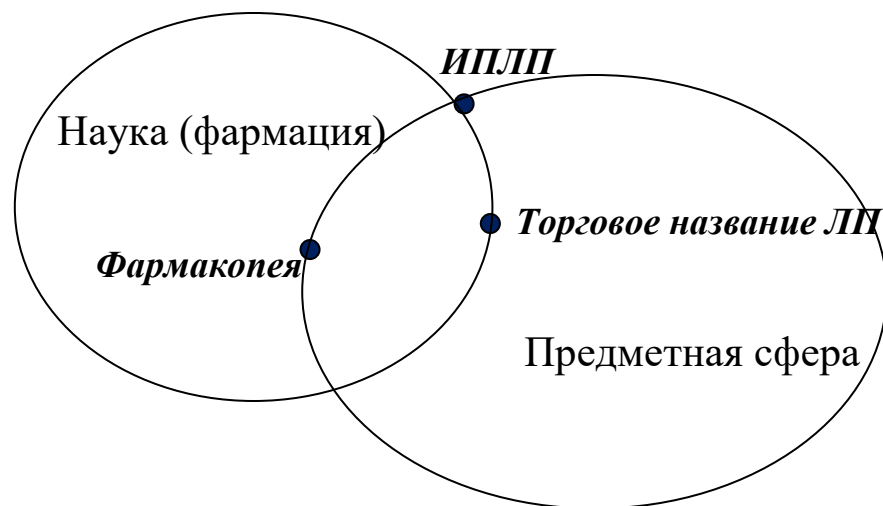 ИПЛП
Наука (фармация)
Торговое название ЛП
Фармакопея
Предметная сфера